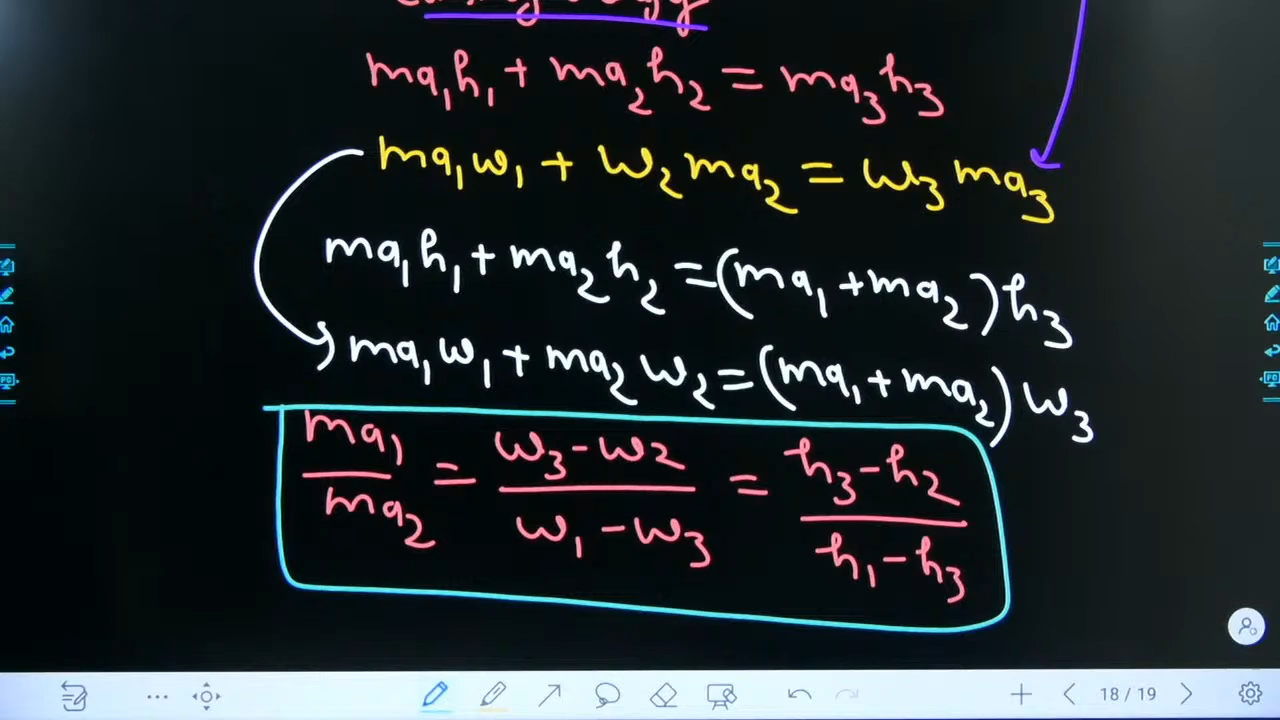 ma₁h₁ + ma₂h₂ = ma₃h₃
ma₁ω₁ + ω₂ma₂ = ω₃ma₃
ma₁h₁ + ma₂h₂ = (ma₁ + ma₂)h₃
ma₁ω₁ + ma₂ω₂ = (ma₁ + ma₂)ω₃
ma₁/ma₂ = ω₃-ω2/ω₁-ω₃ = h₃-h₂/h₁-h₃
18 / 19